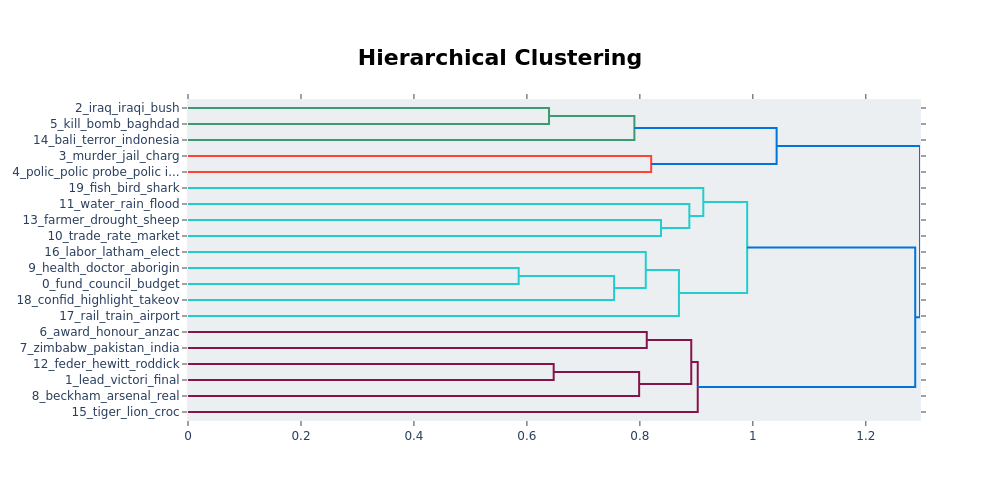 Hierarchical Clustering
2_iraq_iraqi_bush
5_kill_bomb_baghdad
14_bali_terror_indonesia
3_murder_jail_charg
4_polic_polic probe_polic i...
19_fish_bird_shark
11_water_rain_flood
13_farmer_drought_sheep
10_trade_rate_market
16_labor_latham_elect
9_health_doctor_aborigin
0_fund_council_budget
18_confid_highlight_takeov
17_rail_train_airport
6_award_honour_anzac
7_zimbabw_pakistan_india
12_feder_hewitt_roddick
1_lead_victori_final
8_beckham_arsenal_real
15_tiger_lion_croc
0 0.2 0.4 0.6 0.8 1 1.2